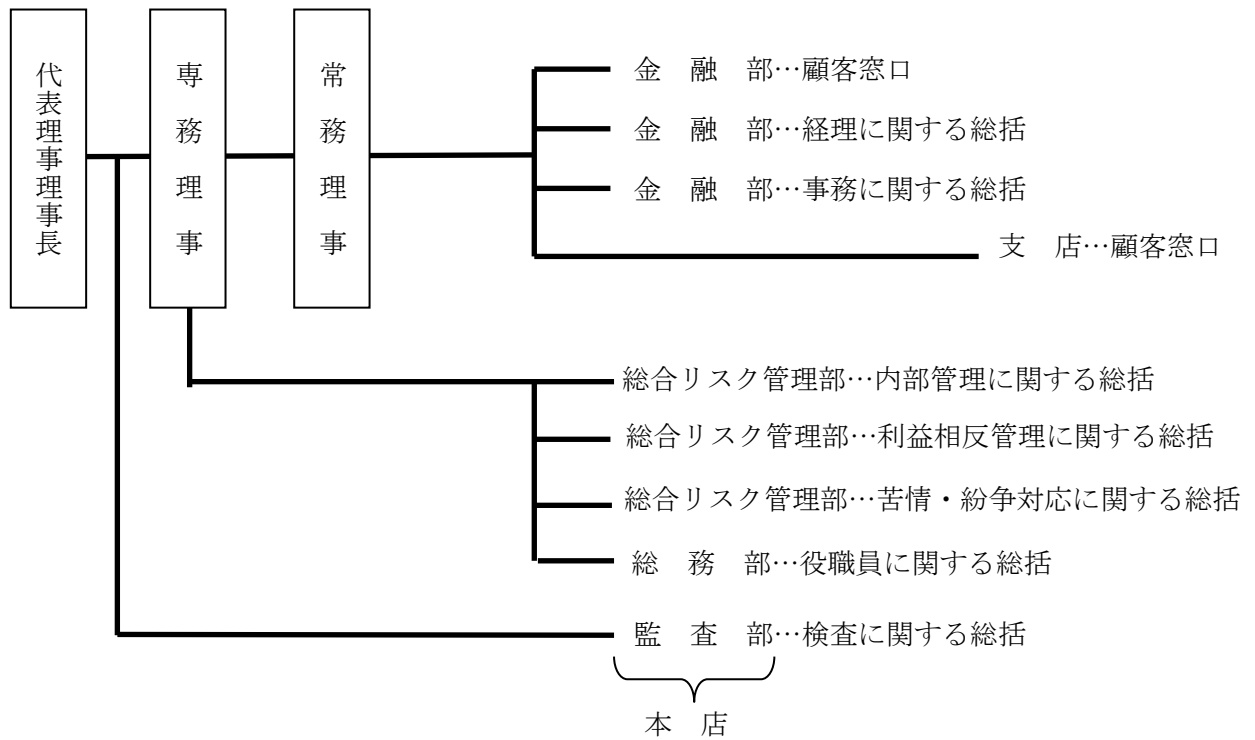 代表理事理事長
専務理事
常務理事
金　融　部…顧客窓口
金　融　部…経理に関する総括
金　融　部…事務に関する総括
支　店…顧客窓口
総合リスク管理部…内部管理に関する総括
総合リスク管理部…利益相反管理に関する総括
総合リスク管理部…苦情・紛争対応に関する総括
総　務　部…役職員に関する総括
監　査　部…検査に関する総括
本　店